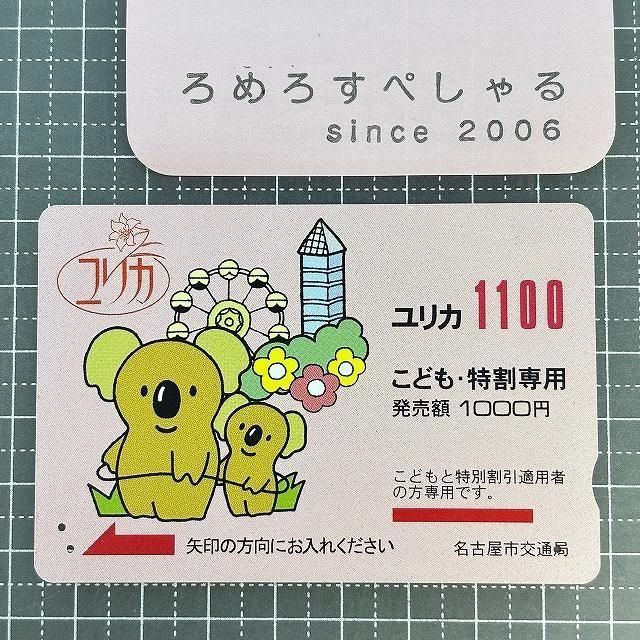 ろめろすぺしゃる
since 2006
ユリカ
ユリカ 1100
こども・特割専用
発売額 1000円
こどもと特別割引適用者
の方専用です。
矢印の方向にお入れください
名古屋市交通局